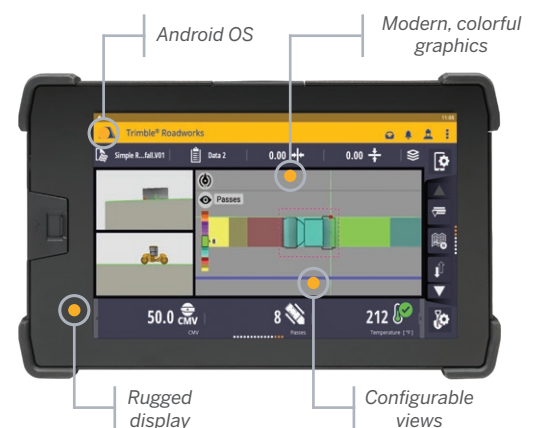 Android OS
Modern, colorful
graphics
11:55
Trimble® Roadworks
Simple R...fall.V01
Data 2
0.00
0.00
Passes
8
50.0 CMV
8
212
CMV
Passes
Temperature [°F]
Rugged
display
Configurable
views